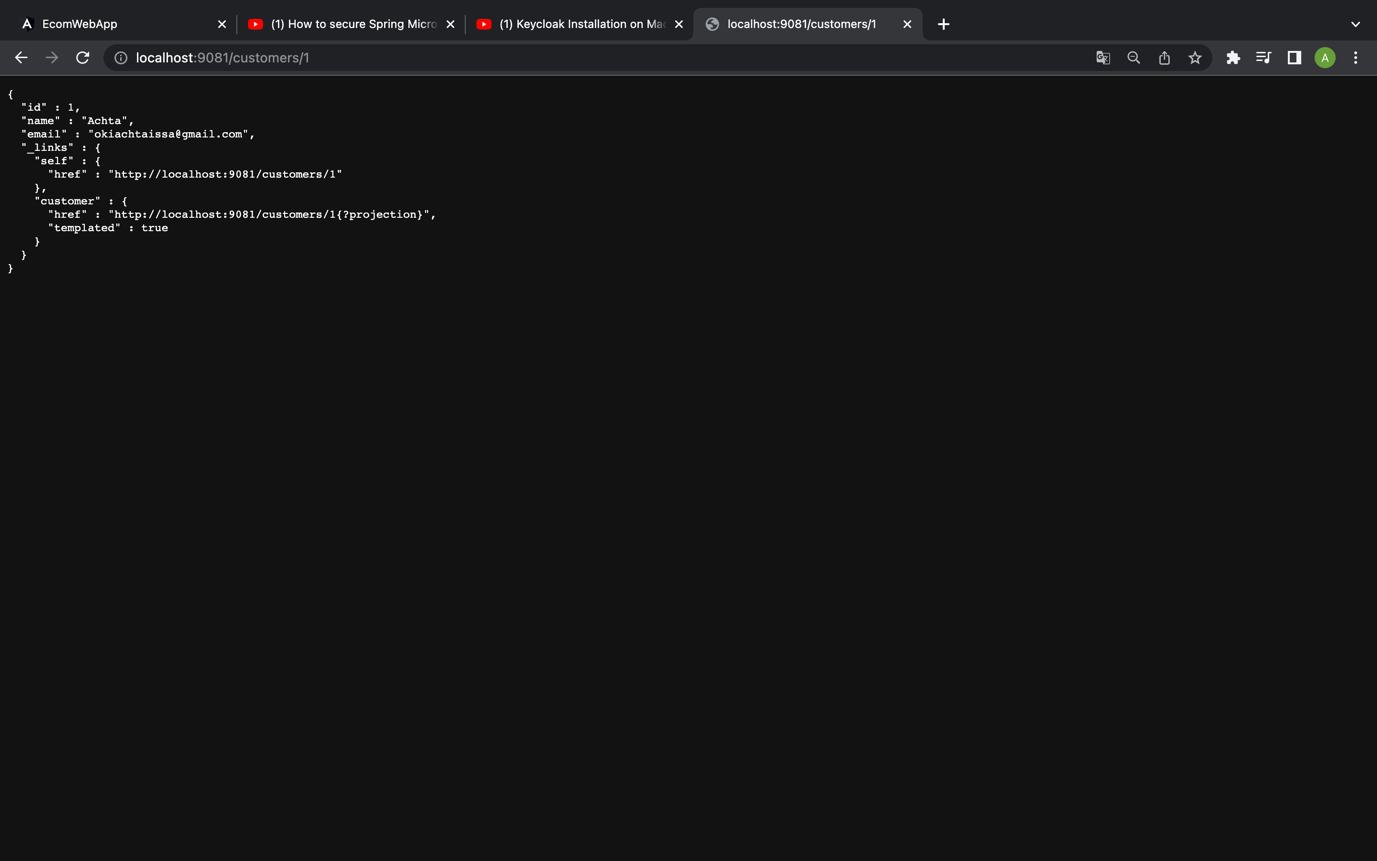 EcomWebApp
(1) How to secure Spring Micro
(1) Keycloak Installation on Mac
localhost:9081/customers/1
localhost:9081/customers/1
A
{
"id" : 1,
"name" : "Achta",
"email" : "okiachtaissa@gmail.com",
"_links" : {
"self" : {
"href" : "http://localhost:9081/customers/1"
},
"customer" : {
"href" : "http://localhost:9081/customers/1{?projection}",
"templated" : true
}
}
}